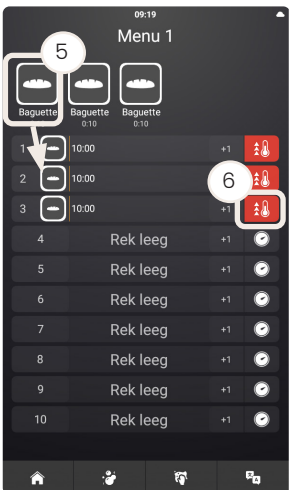 09:19
Menu 1
5
Baguette Baguette Baguette
0:10 0:10
1 10:00 +1
2 10:00
6
3 10:00 +1
4 Rek leeg +1
5 Rek leeg +1
6 Rek leeg +1
7 Rek leeg +1
8 Rek leeg +1
9 Rek leeg +1
10 Rek leeg +1